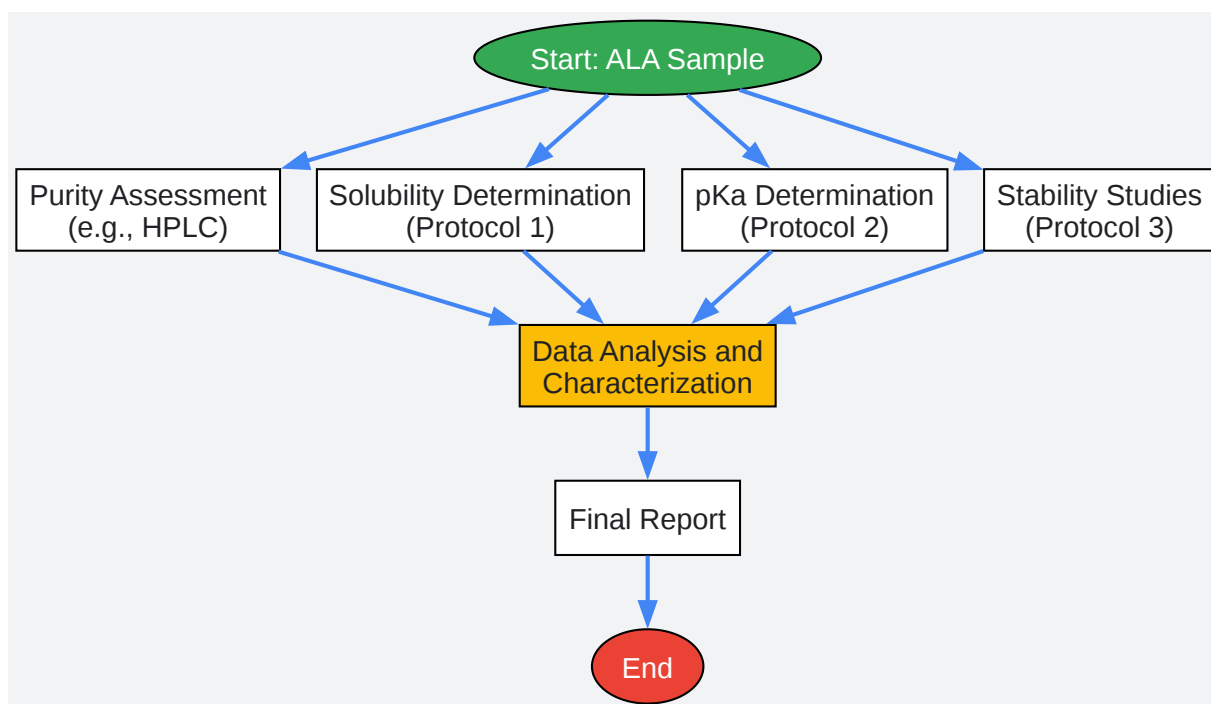 Start: ALA Sample
Purity Assessment
(e.g., HPLC)
Solubility Determination
(Protocol 1)
pKa Determination
(Protocol 2)
Stability Studies
(Protocol 3)
Data Analysis and
Characterization
Final Report
End